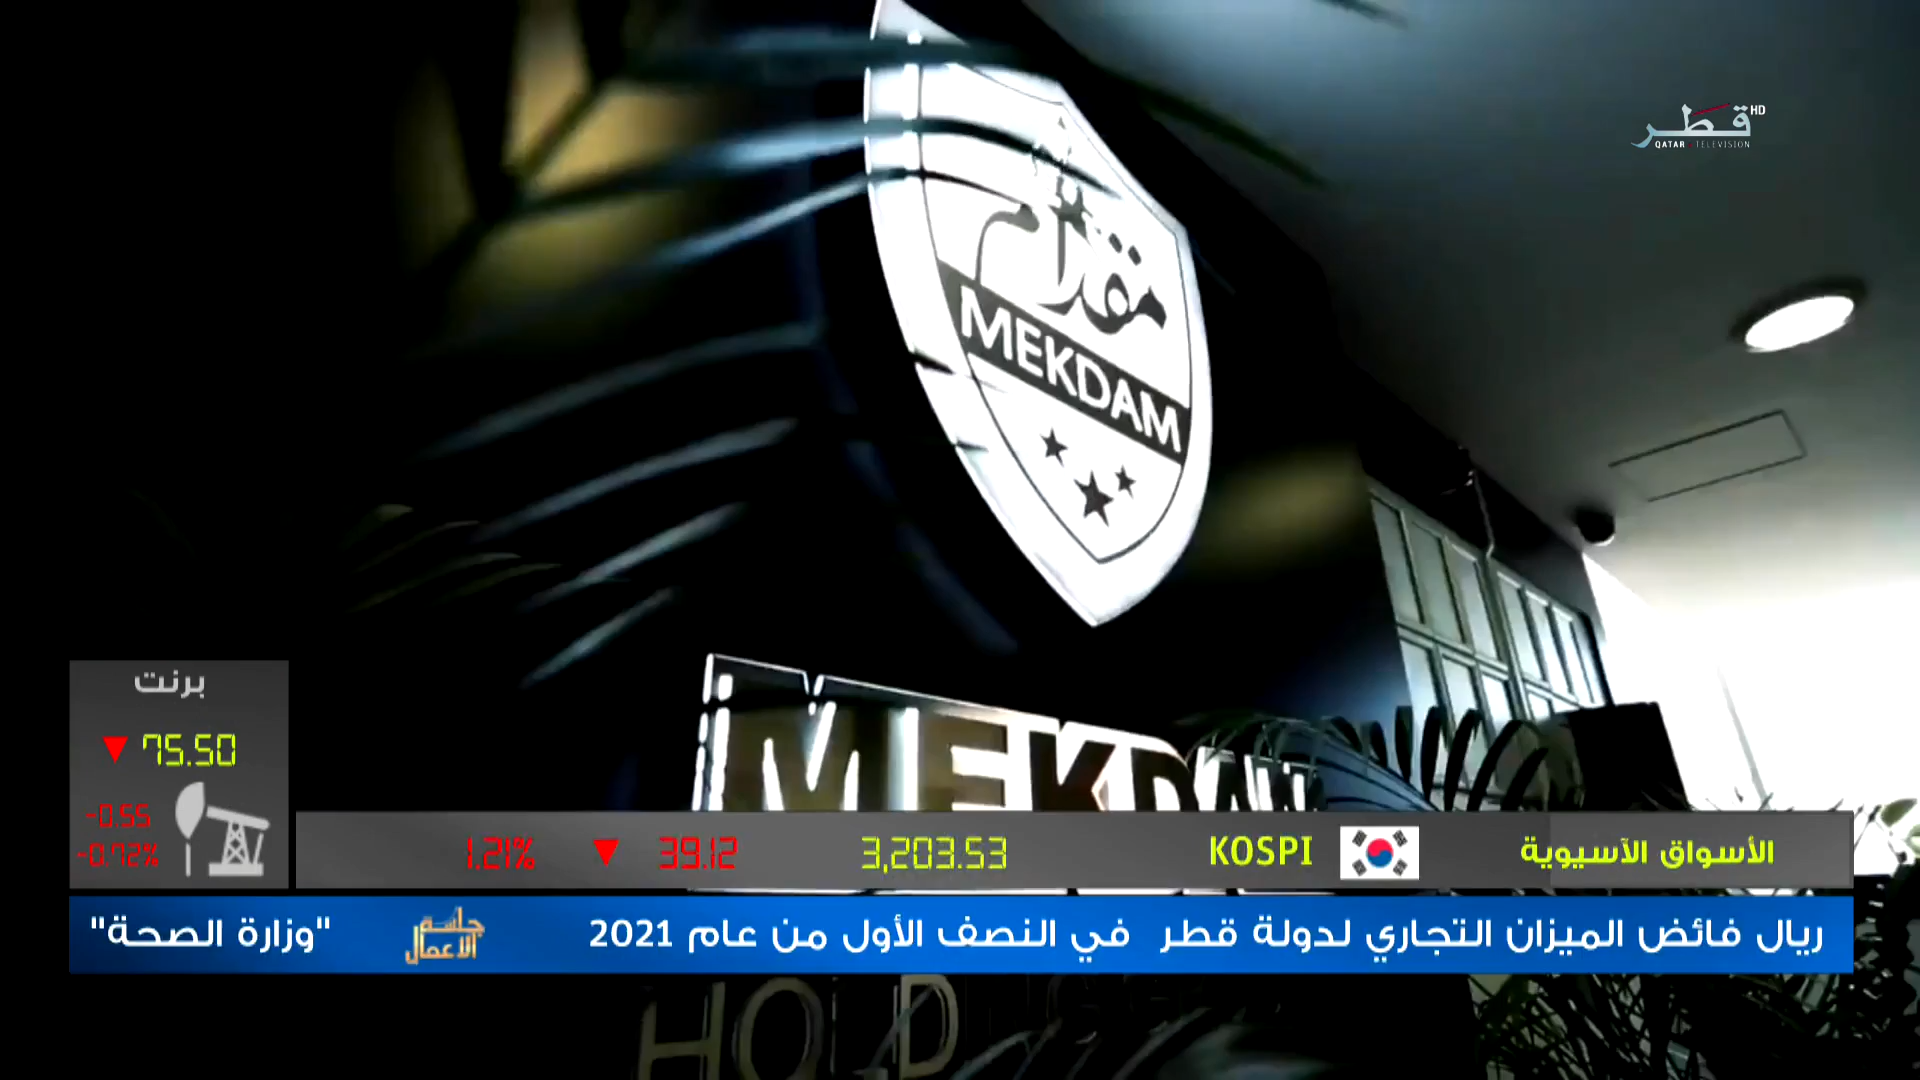 قطر HD
QATAR TELEVISION
مقدام
MEKDAM
MEKDAM
برنت
75.50
-0.55
-0.72%
الأسواق الآسيوية KOSPI 3,203.53 39.12 1.21%
ريال فائض الميزان التجاري لدولة قطر في النصف الأول من عام 2021 جلسة الأعمال "وزارة الصحة"